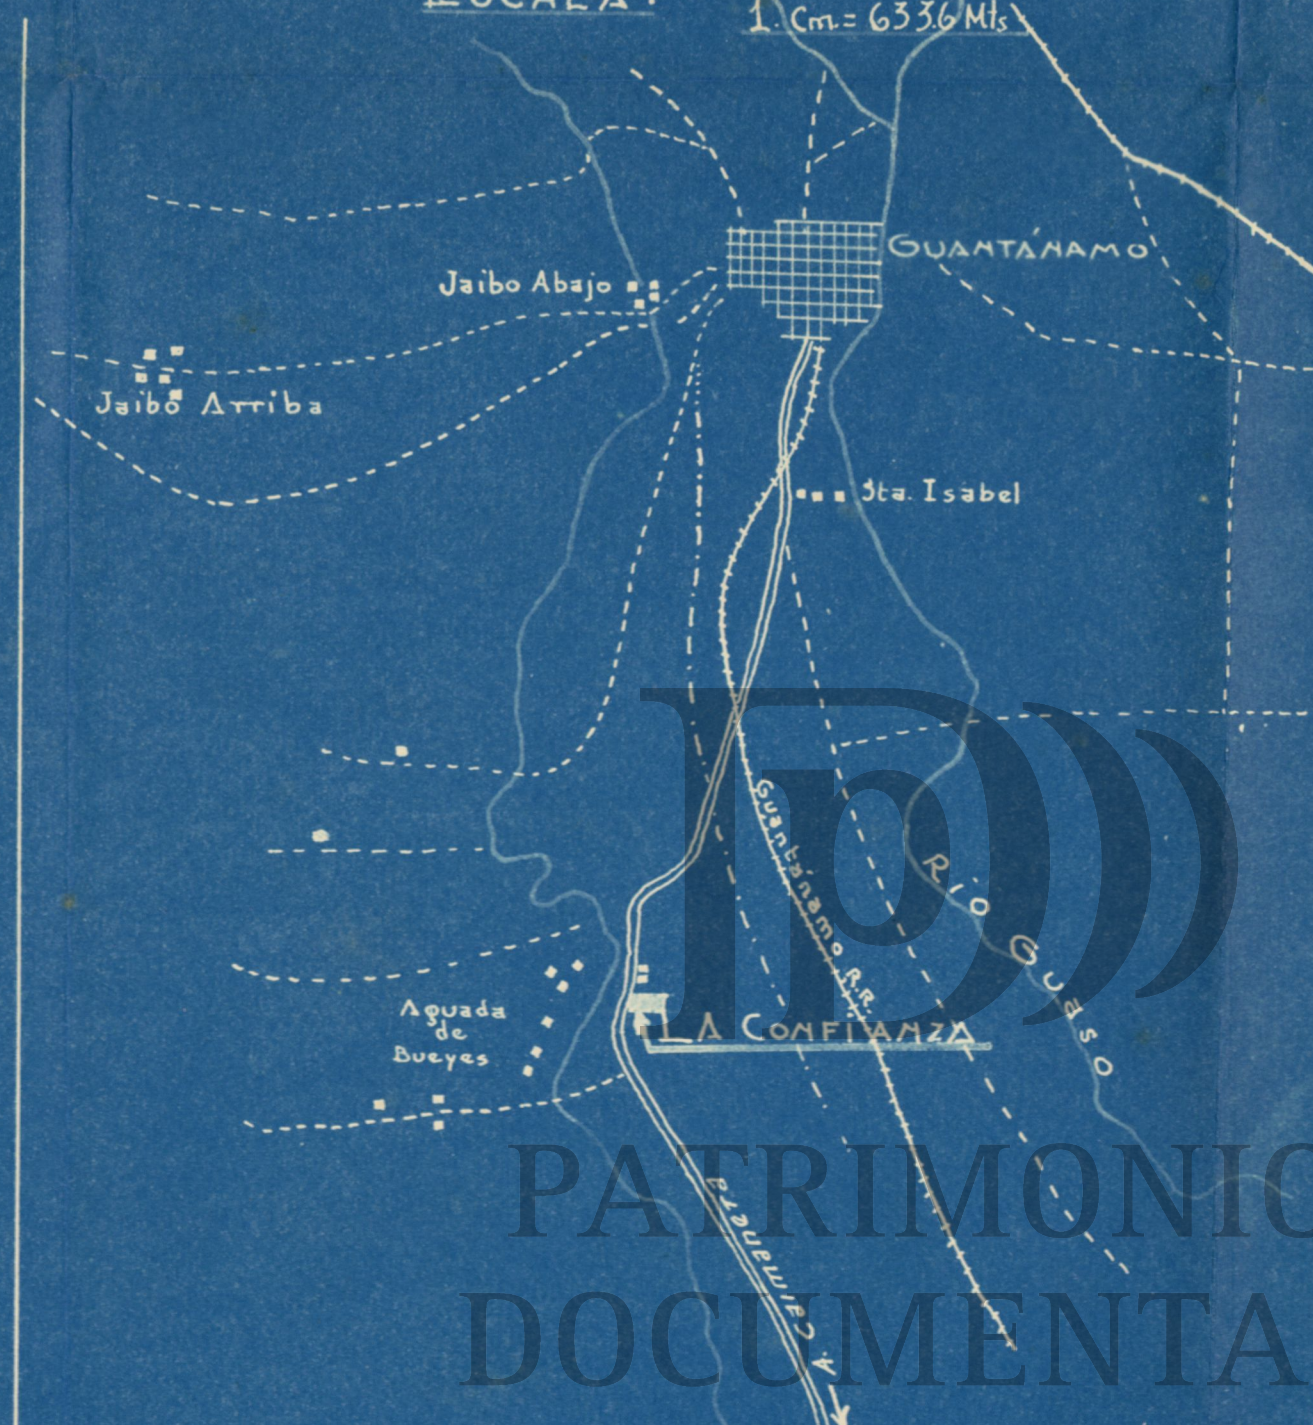 ESCALA:
1. Cm. = 633.6 Mts
GUANTÁNAMO
Jaibo Abajo
Jaibo Arriba
Sta. Isabel
Guantánamo R.R.
RÍO GUASO
Aguada
de
Bueyes
LA CONFIANZA
A. Caimanera
PATRIMONIO
DOCUMENTA